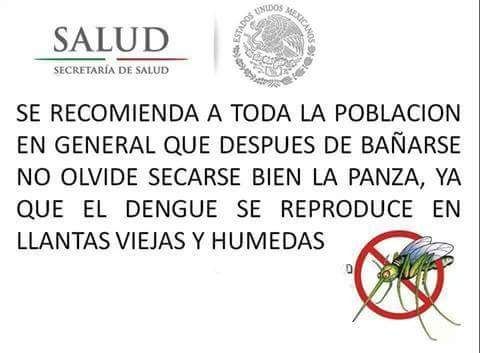 SALUD
SECRETARÍA DE SALUD
ESTADOS UNIDOS MEXICANOS
SE RECOMIENDA A TODA LA POBLACION
EN GENERAL QUE DESPUES DE BAÑARSE
NO OLVIDE SECARSE BIEN LA PANZA, YA
QUE EL DENGUE SE REPRODUCE EN
LLANTAS VIEJAS Y HUMEDAS